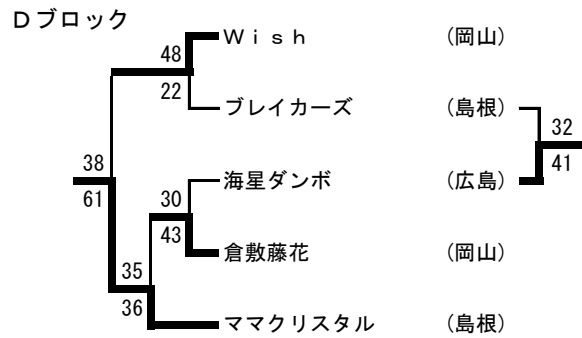 Ｄブロック
48 Ｗｉｓｈ (岡山)
22 ブレイカーズ (島根) 32
38 海星ダンボ (広島) 41
61 30
43 倉敷藤花 (岡山)
35
36 ママクリスタル (島根)